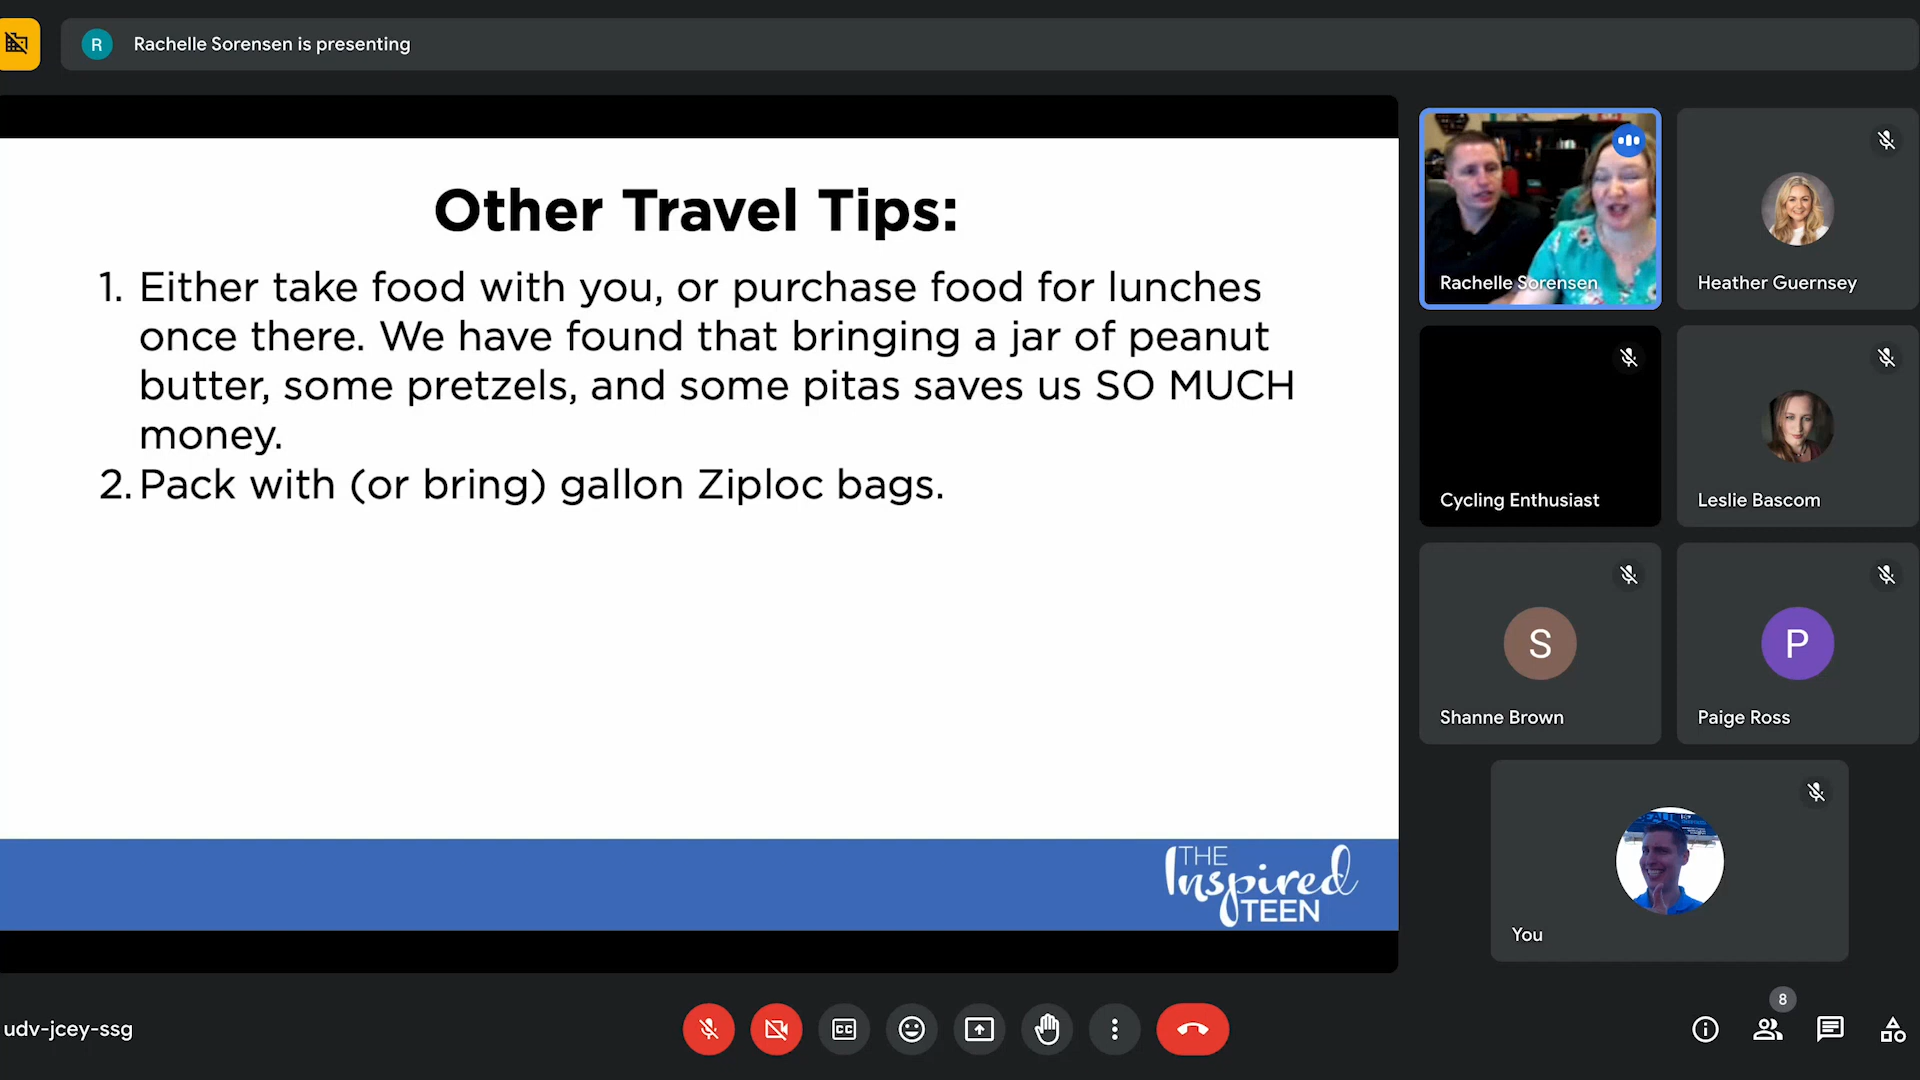 R
Rachelle Sorensen is presenting
Other Travel Tips:
1. Either take food with you, or purchase food for lunches
once there. We have found that bringing a jar of peanut
butter, some pretzels, and some pitas saves us SO MUCH
money.
2. Pack with (or bring) gallon Ziploc bags.
THE
Inspired
TEEN
Rachelle Sorensen
Heather Guernsey
Cycling Enthusiast
Leslie Bascom
S
Shanne Brown
P
Paige Ross
You
udv-jcey-ssg
CC
8